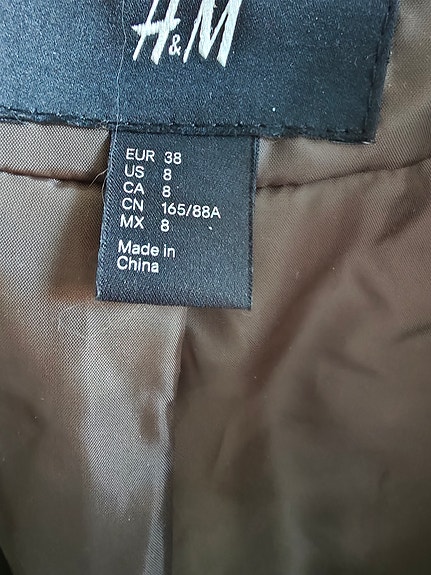 H&M
EUR 38
US 8
CA 8
CN 165/88A
MX 8
Made in
China